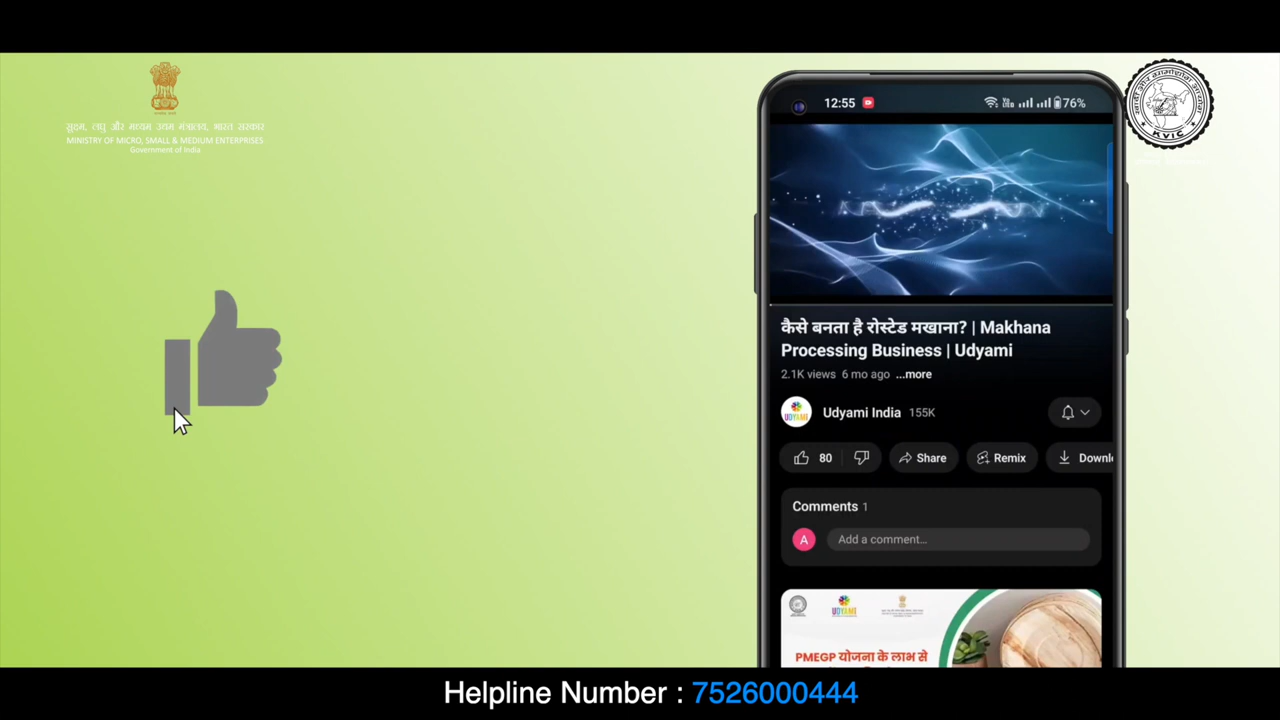 सूक्ष्म, लघु और मध्यम उद्यम मंत्रालय, भारत सरकार
MINISTRY OF MICRO, SMALL & MEDIUM ENTERPRISES
Government of India
KVIC
12:55
76%
कैसे बनता है रोस्टेड मखाना? | Makhana
Processing Business | Udyami
2.1K views 6 mo ago ...more
UDYAMI
Udyami India 155K
80 Share Remix Downl
Comments 1
A Add a comment...
UDYAMI
PMEGP योजना के लाभ से
Helpline Number : 7526000444